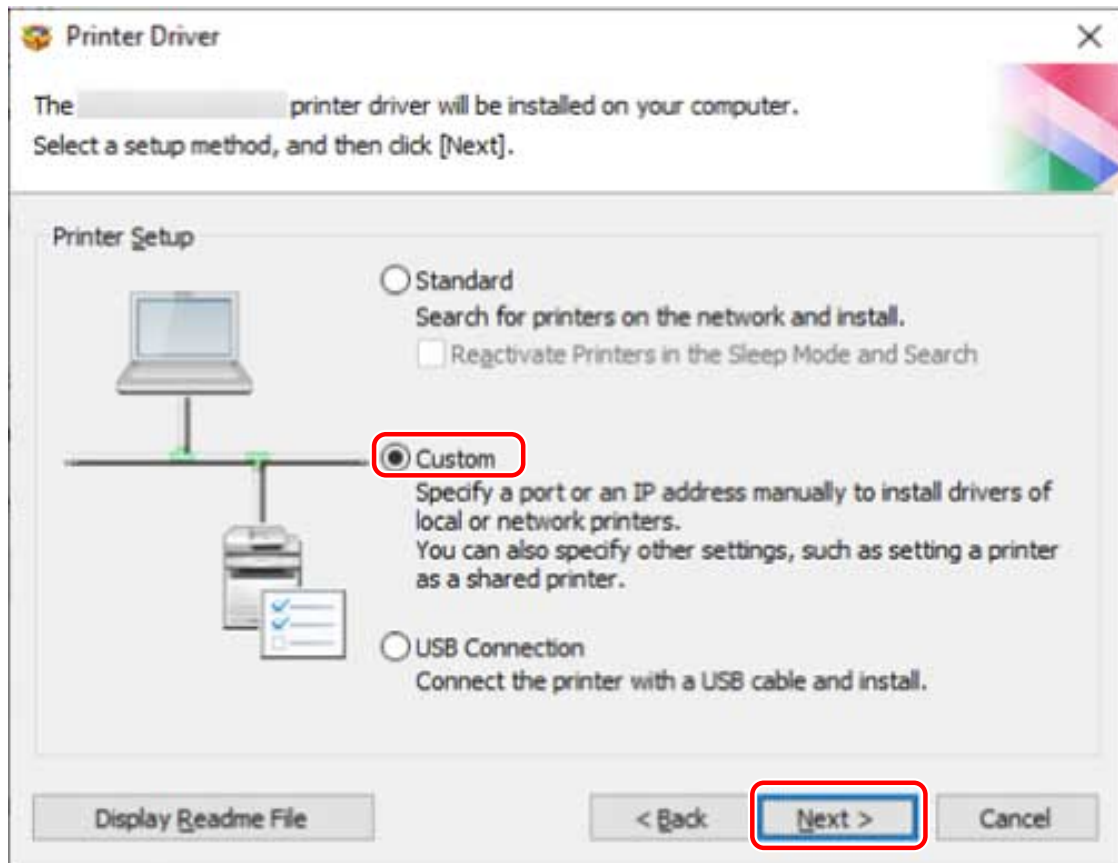 Printer Driver
The printer driver will be installed on your computer.
Select a setup method, and then click [Next].
Printer Setup
Standard
Search for printers on the network and install.
Reactivate Printers in the Sleep Mode and Search
Custom
Specify a port or an IP address manually to install drivers of
local or network printers.
You can also specify other settings, such as setting a printer
as a shared printer.
USB Connection
Connect the printer with a USB cable and install.
Display Readme File
< Back
Next >
Cancel